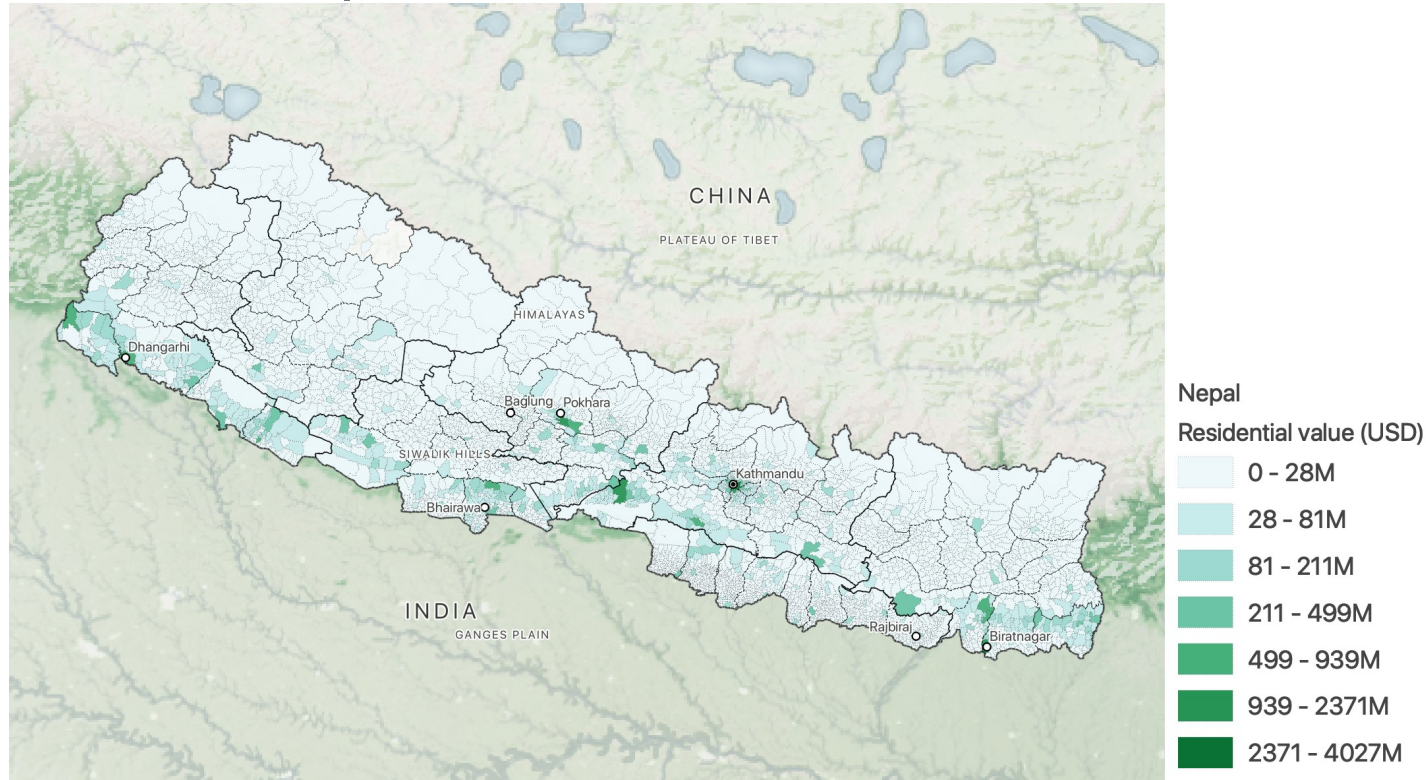 CHINA
PLATEAU OF TIBET
HIMALAYAS
Dhangarhi
Baglung
Pokhara
SIWALIK HILLS
Kathmandu
Bhairawa
INDIA
GANGES PLAIN
Rajbiraj
Biratnagar
Nepal
Residential value (USD)
0 - 28M
28 - 81M
81 - 211M
211 - 499M
499 - 939M
939 - 2371M
2371 - 4027M